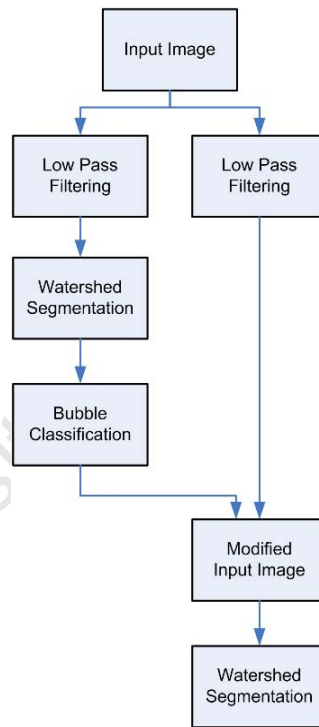 Input Image
Low Pass
Filtering
Low Pass
Filtering
Watershed
Segmentation
Bubble
Classification
Modified
Input Image
Watershed
Segmentation